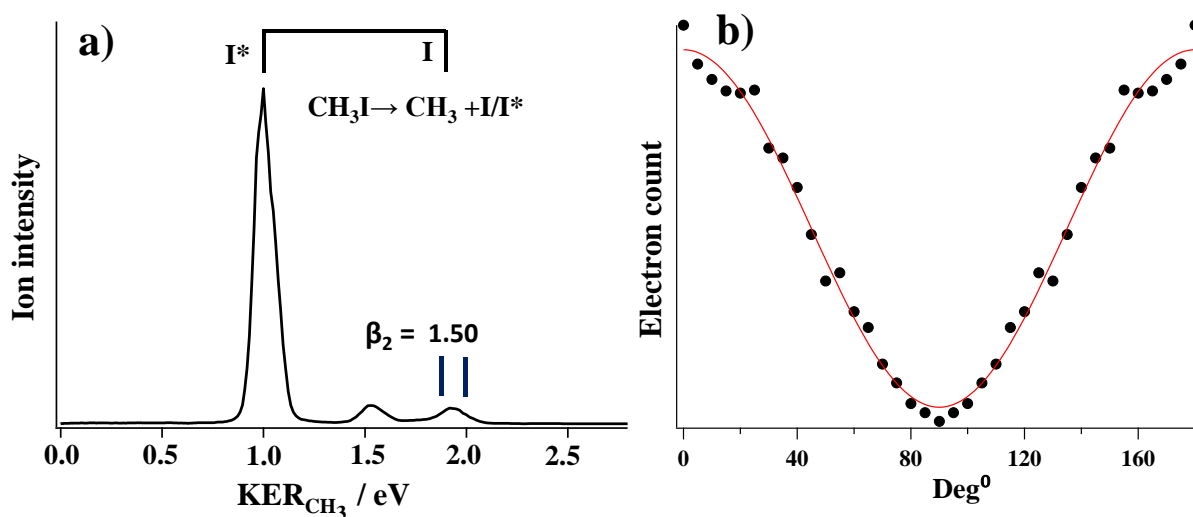 a)
I*
I
CH₃I→ CH₃ +I/I*
β₂ = 1.50
Ion intensity
0.0 0.5 1.0 1.5 2.0 2.5
KER_CH₃ / eV
b)
Electron count
0 40 80 120 160
Deg⁰